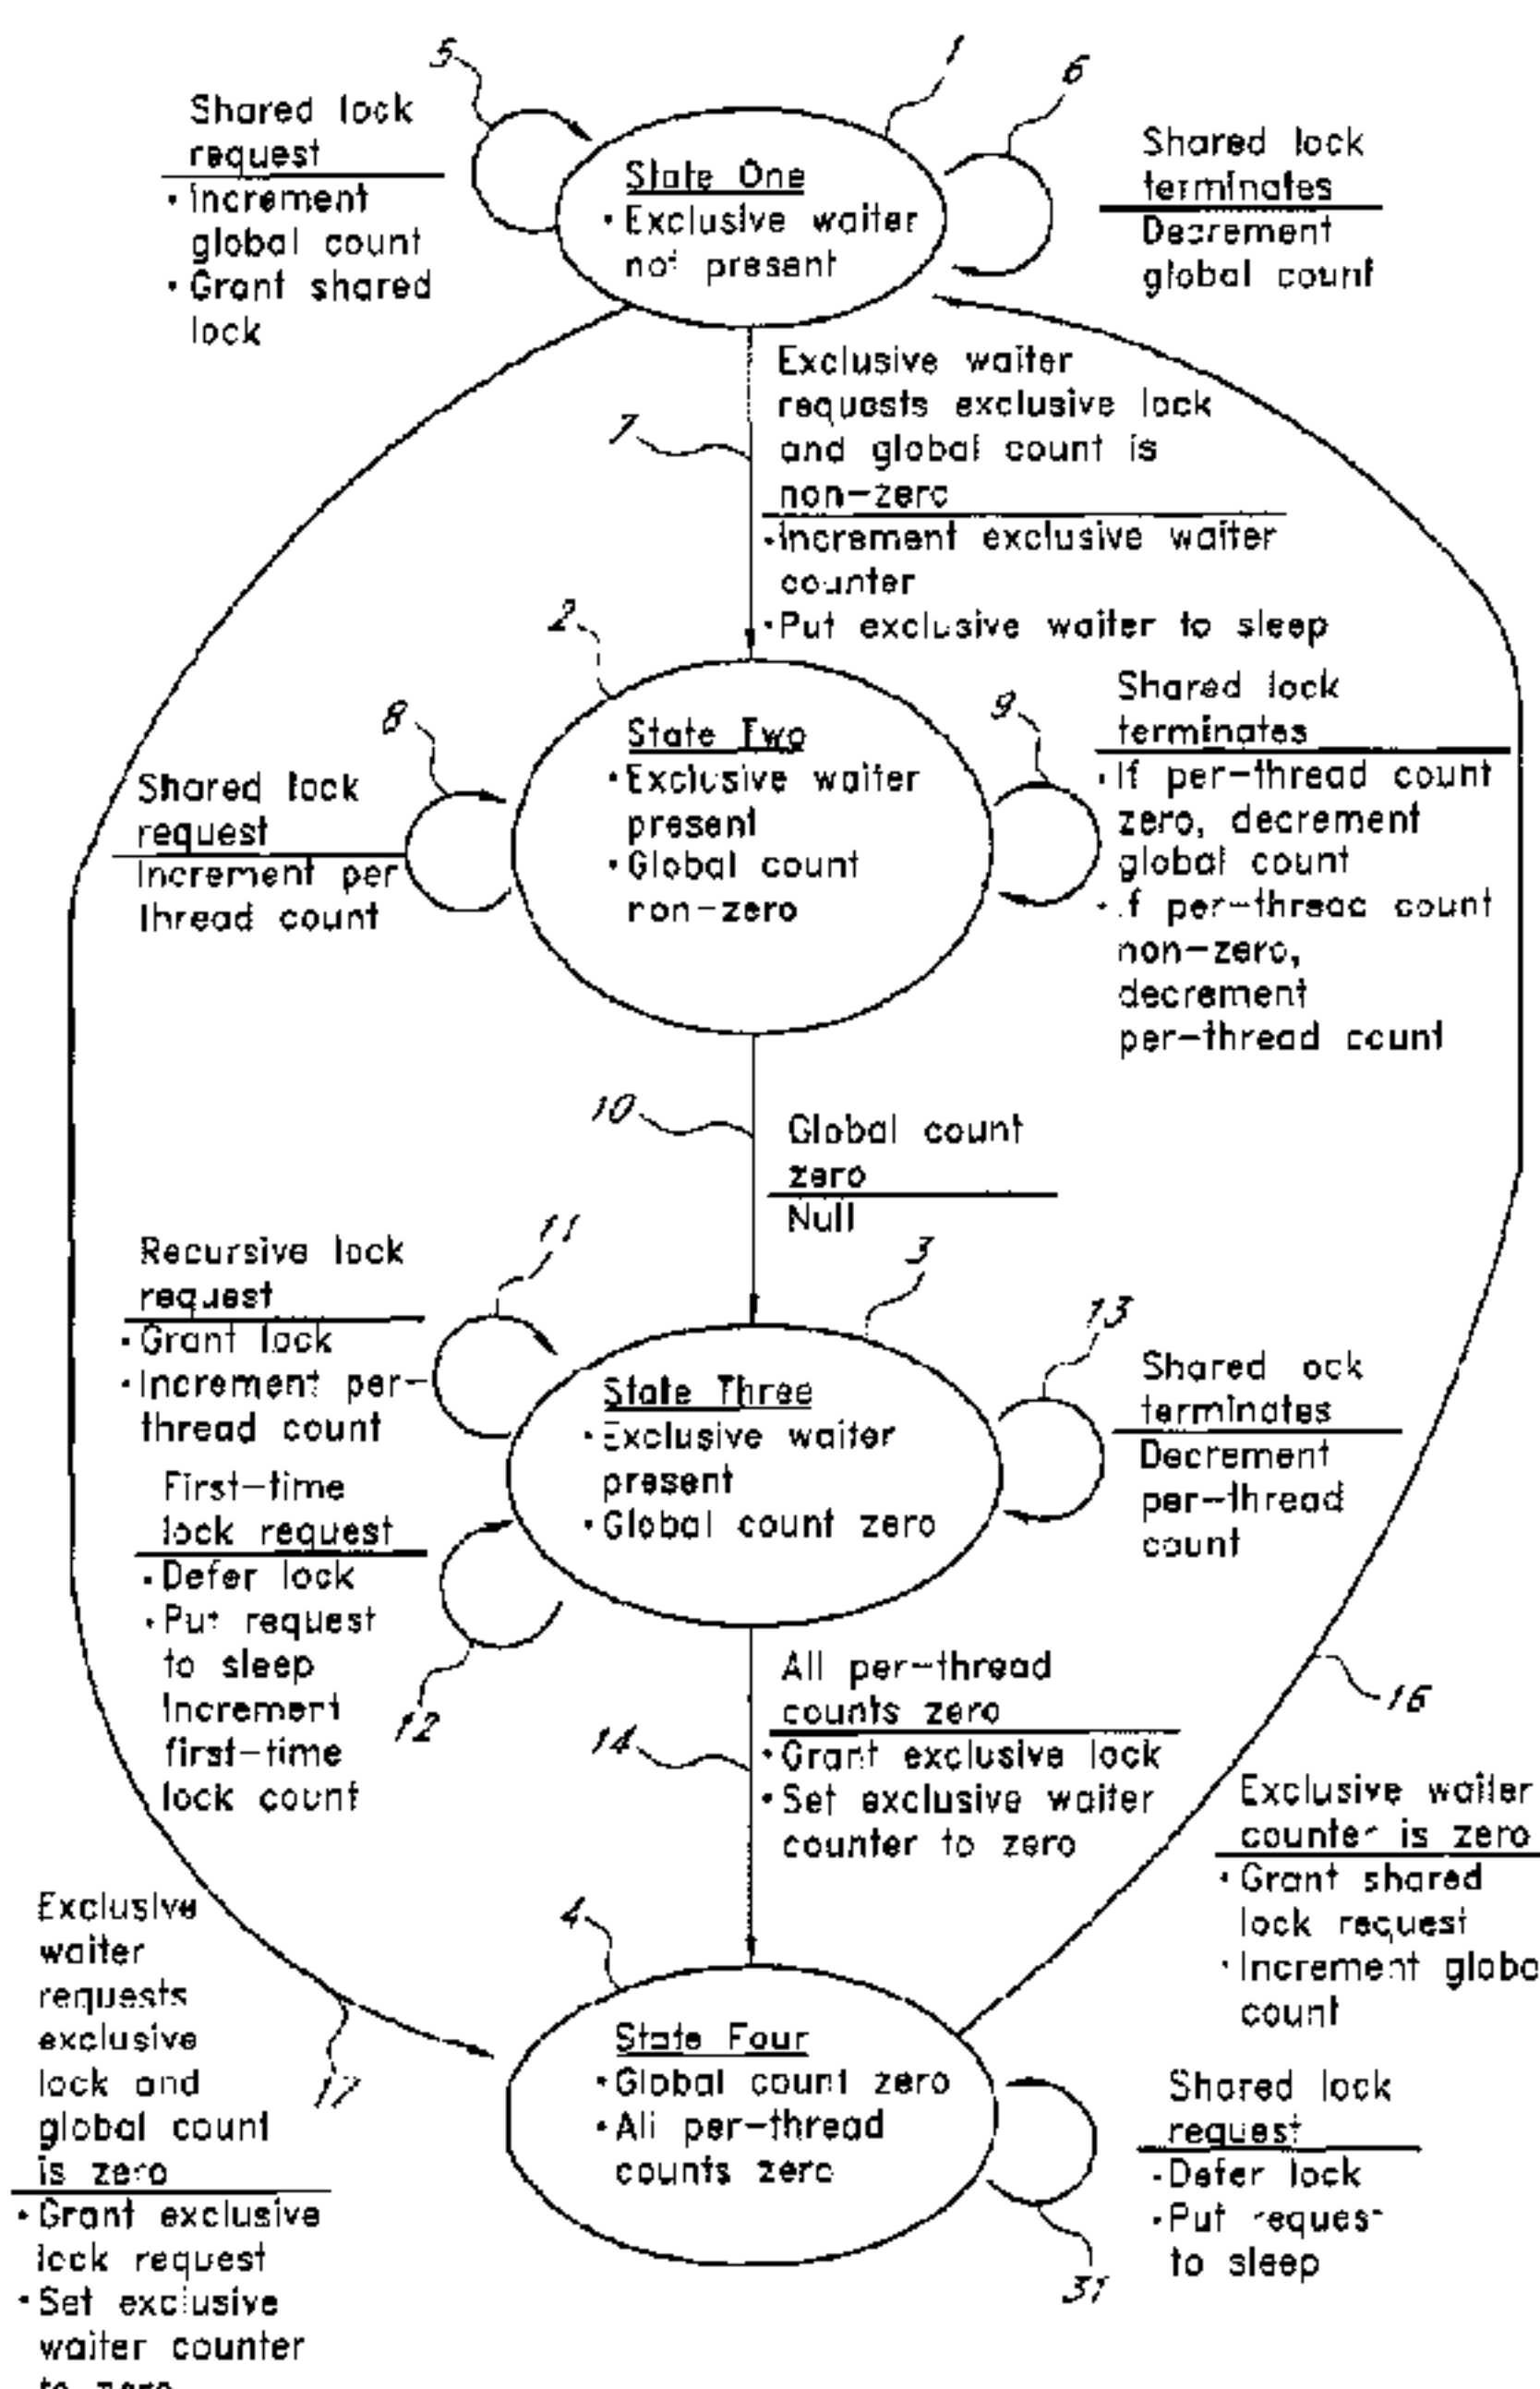 5
1
6
Shared lock
request
• Increment
global count
• Grant shared
lock
State One
• Exclusive waiter
not present
Shared lock
terminates
Decrement
global count
7
Exclusive waiter
requests exclusive lock
and global count is
non-zero
• Increment exclusive waiter
counter
• Put exclusive waiter to sleep
2
8
Shared lock
request
Increment per
thread count
State Two
• Exclusive waiter
present
• Global count
non-zero
9
Shared lock
terminates
• If per-thread count
zero, decrement
global count
• If per-thread count
non-zero,
decrement
per-thread count
10
Global count
zero
Null
11
Recursive lock
request
• Grant lock
• Increment per-
thread count
First-time
lock request
• Defer lock
• Put request
to sleep
Increment
first-time
lock count
12
3
State Three
• Exclusive waiter
present
• Global count zero
13
Shared ock
terminates
Decrement
per-thread
count
14
All per-thread
counts zero
• Grant exclusive lock
• Set exclusive waiter
counter to zero
16
Exclusive waiter
counter is zero
• Grant shared
lock request
• Increment globa
count
17
Exclusive
waiter
requests
exclusive
lock and
global count
is zero
• Grant exclusive
lock request
• Set exclusive
waiter counter
to zero
4
State Four
• Global count zero
• All per-thread
counts zero
31
Shared lock
request
• Defer lock
• Put request
to sleep